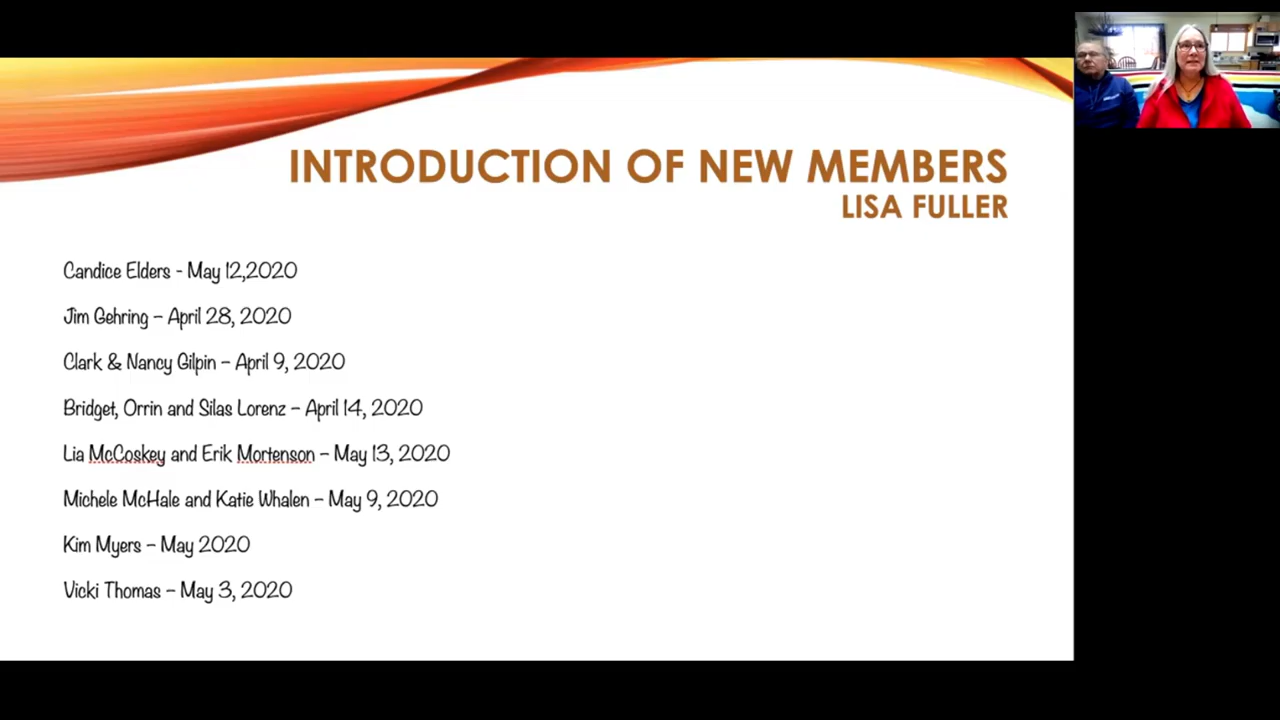 INTRODUCTION OF NEW MEMBERS
LISA FULLER
Candice Elders - May 12,2020
Jim Gehring – April 28, 2020
Clark & Nancy Gilpin – April 9, 2020
Bridget, Orrin and Silas Lorenz – April 14, 2020
Lia McCoskey and Erik Mortenson – May 13, 2020
Michele McHale and Katie Whalen – May 9, 2020
Kim Myers – May 2020
Vicki Thomas – May 3, 2020